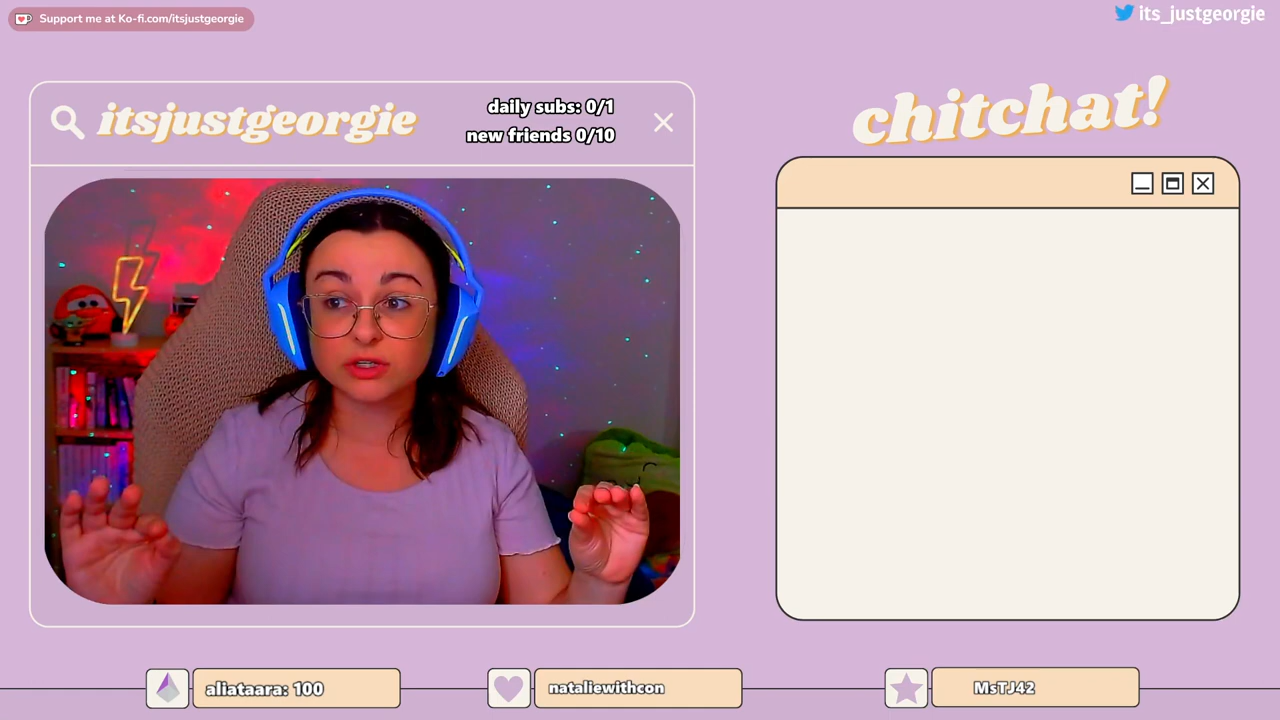 Support me at Ko-fi.com/itsjustgeorgie
its_justgeorgie
itsjustgeorgie
daily subs: 0/1
new friends 0/10
chitchat!
aliataara: 100
nataliewithcon
MsTJ42